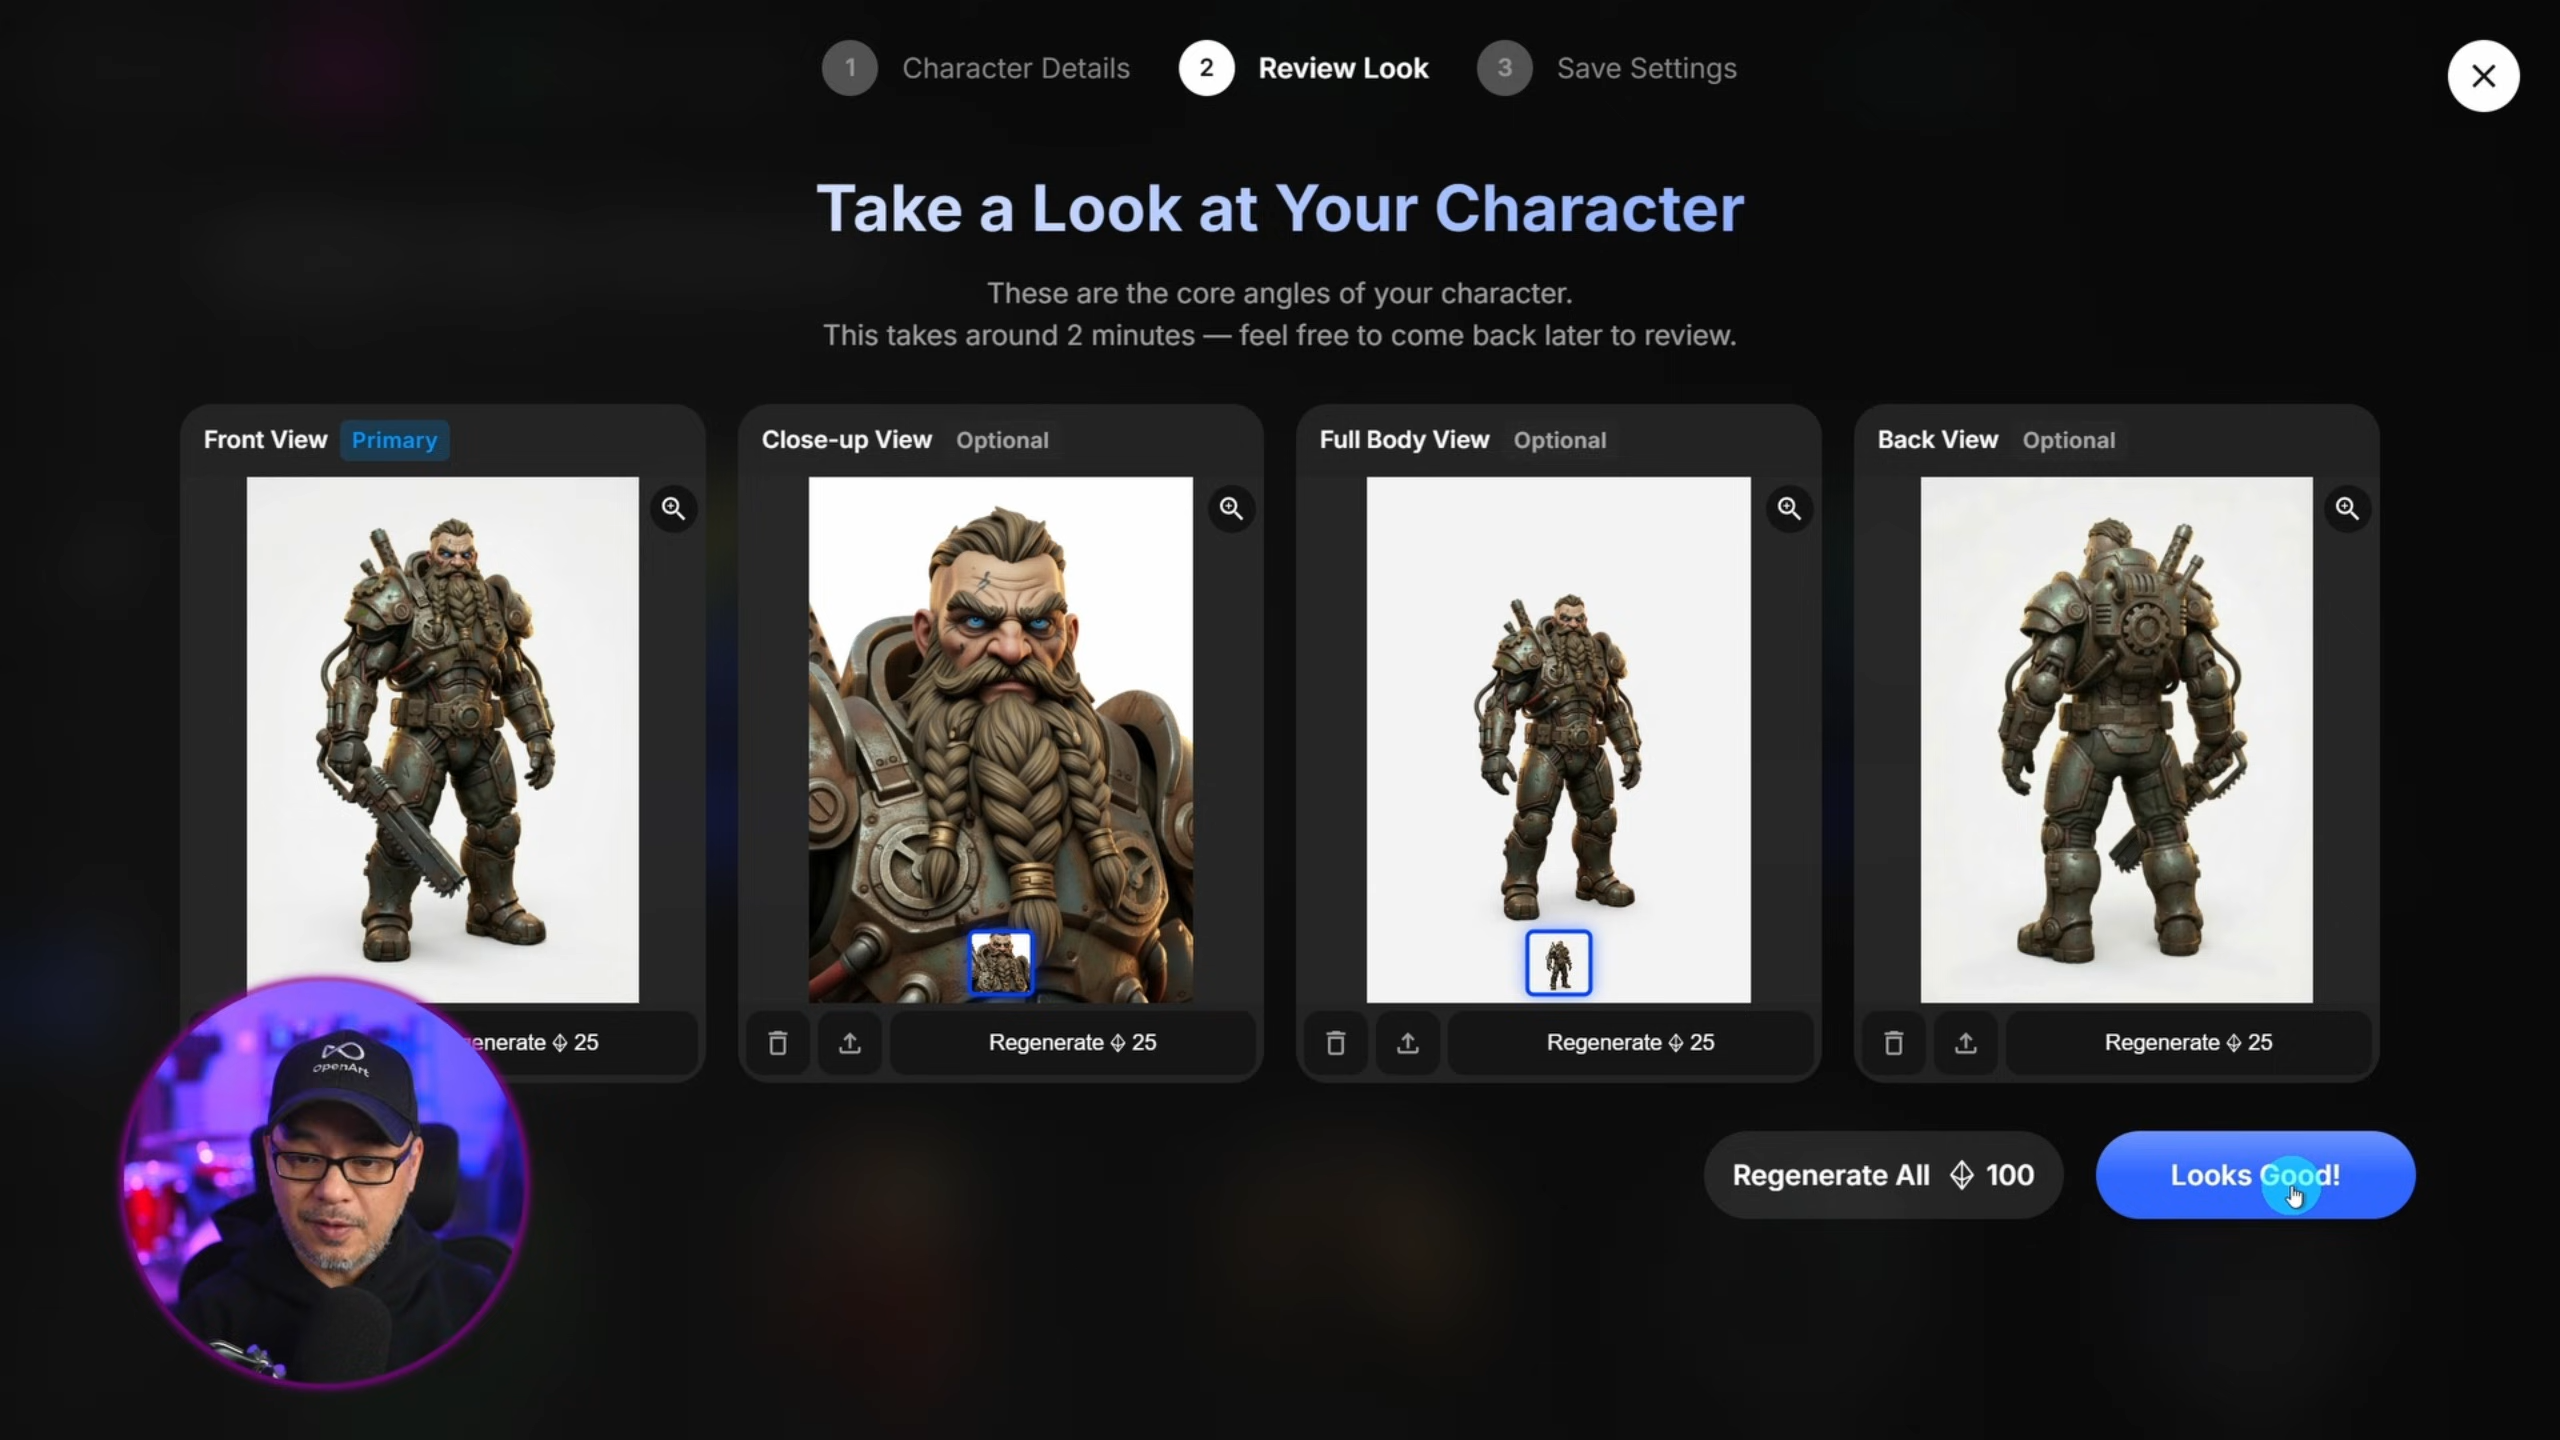 1 Character Details 2 Review Look 3 Save Settings
Take a Look at Your Character
These are the core angles of your character.
This takes around 2 minutes — feel free to come back later to review.
Front View Primary
Close-up View Optional
Full Body View Optional
Back View Optional
enerate 25
Regenerate 25
Regenerate 25
Regenerate 25
OpenArt
Regenerate All 100
Looks Good!